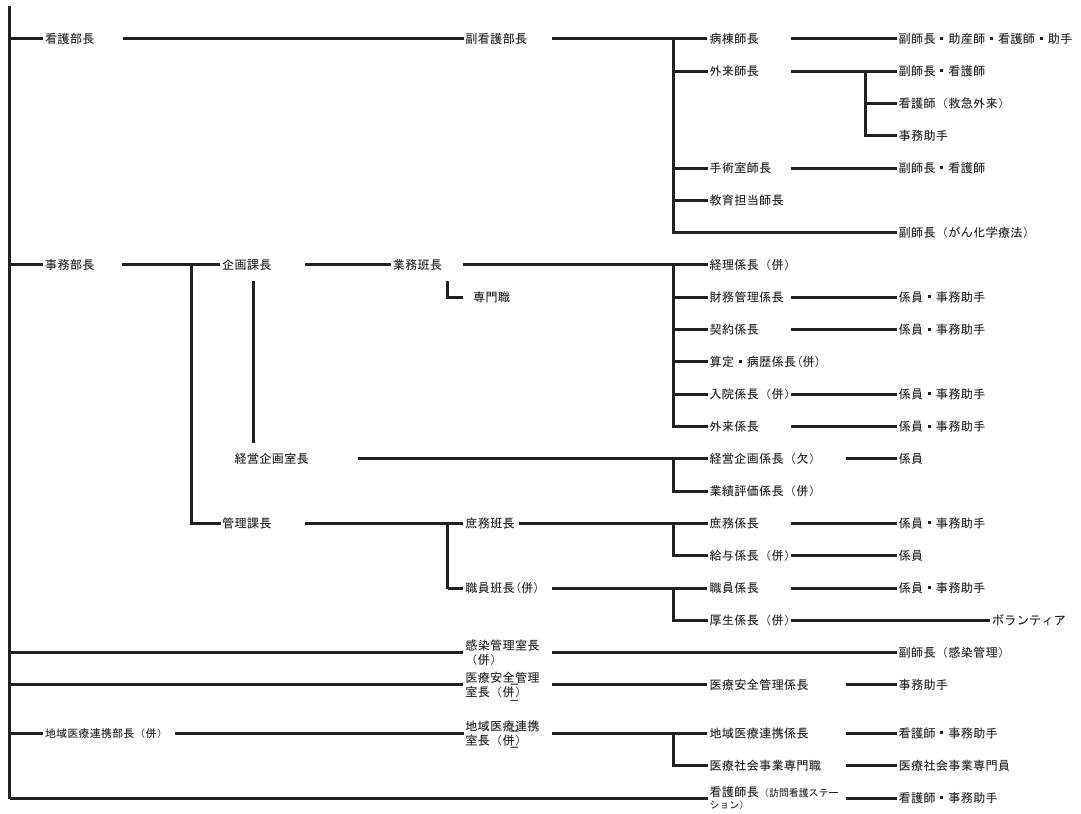 看護部長 副看護部長 病棟師長 副師長・助産師・看護師・助手
外来師長 副師長・看護師
看護師（救急外来）
事務助手
手術室師長 副師長・看護師
教育担当師長
副師長（がん化学療法）
事務部長 企画課長 業務班長 経理係長（併）
専門職 財務管理係長 係員・事務助手
契約係長 係員・事務助手
算定・病歴係長(併)
入院係長（併） 係員・事務助手
外来係長 係員・事務助手
経営企画室長 経営企画係長（欠） 係員
業績評価係長（併）
管理課長 庶務班長 庶務係長 係員・事務助手
給与係長（併） 係員
職員班長(併) 職員係長 係員・事務助手
厚生係長（併） ボランティア
感染管理室長
（併） 副師長（感染管理）
医療安全管理
室長（併） 医療安全管理係長 事務助手
地域医療連携部長（併） 地域医療連携
室長（併） 地域医療連携係長 看護師・事務助手
医療社会事業専門職 医療社会事業専門員
看護師長（訪問看護ステー
ション） 看護師・事務助手